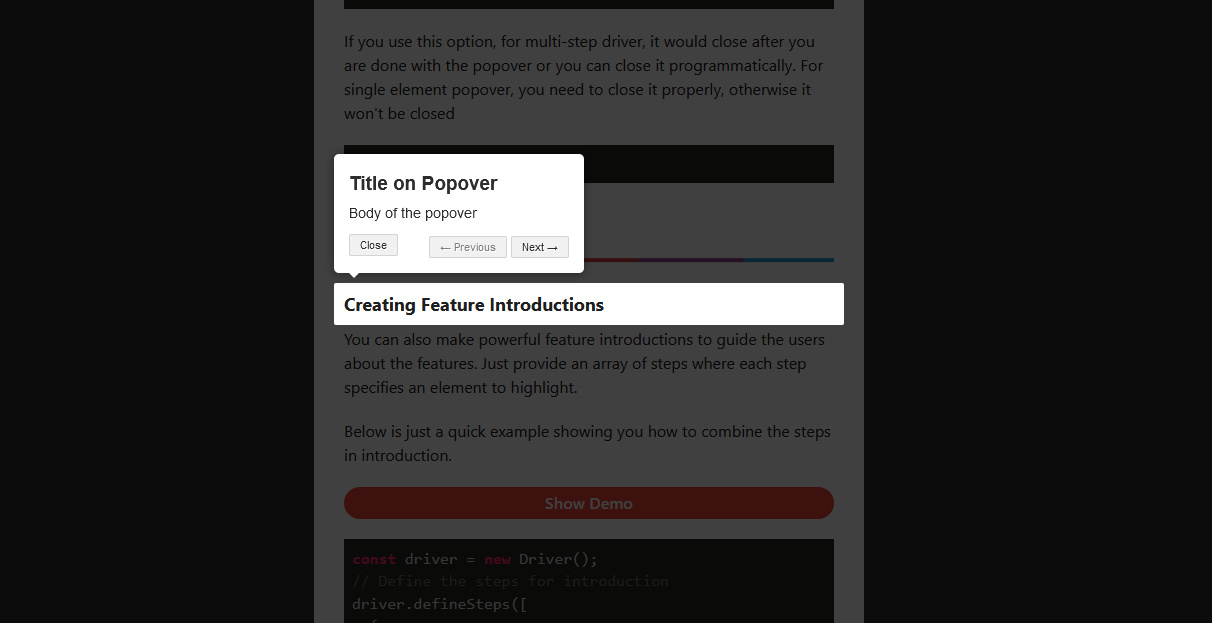 If you use this option, for multi-step driver, it would close after you
are done with the popover or you can close it programmatically. For
single element popover, you need to close it properly, otherwise it
won't be closed
Title on Popover
Body of the popover
Close
← Previous
Next →
Creating Feature Introductions
You can also make powerful feature introductions to guide the users
about the features. Just provide an array of steps where each step
specifies an element to highlight.
Below is just a quick example showing you how to combine the steps
in introduction.
Show Demo
const driver = new Driver();
// Define the steps for introduction
driver.defineSteps([